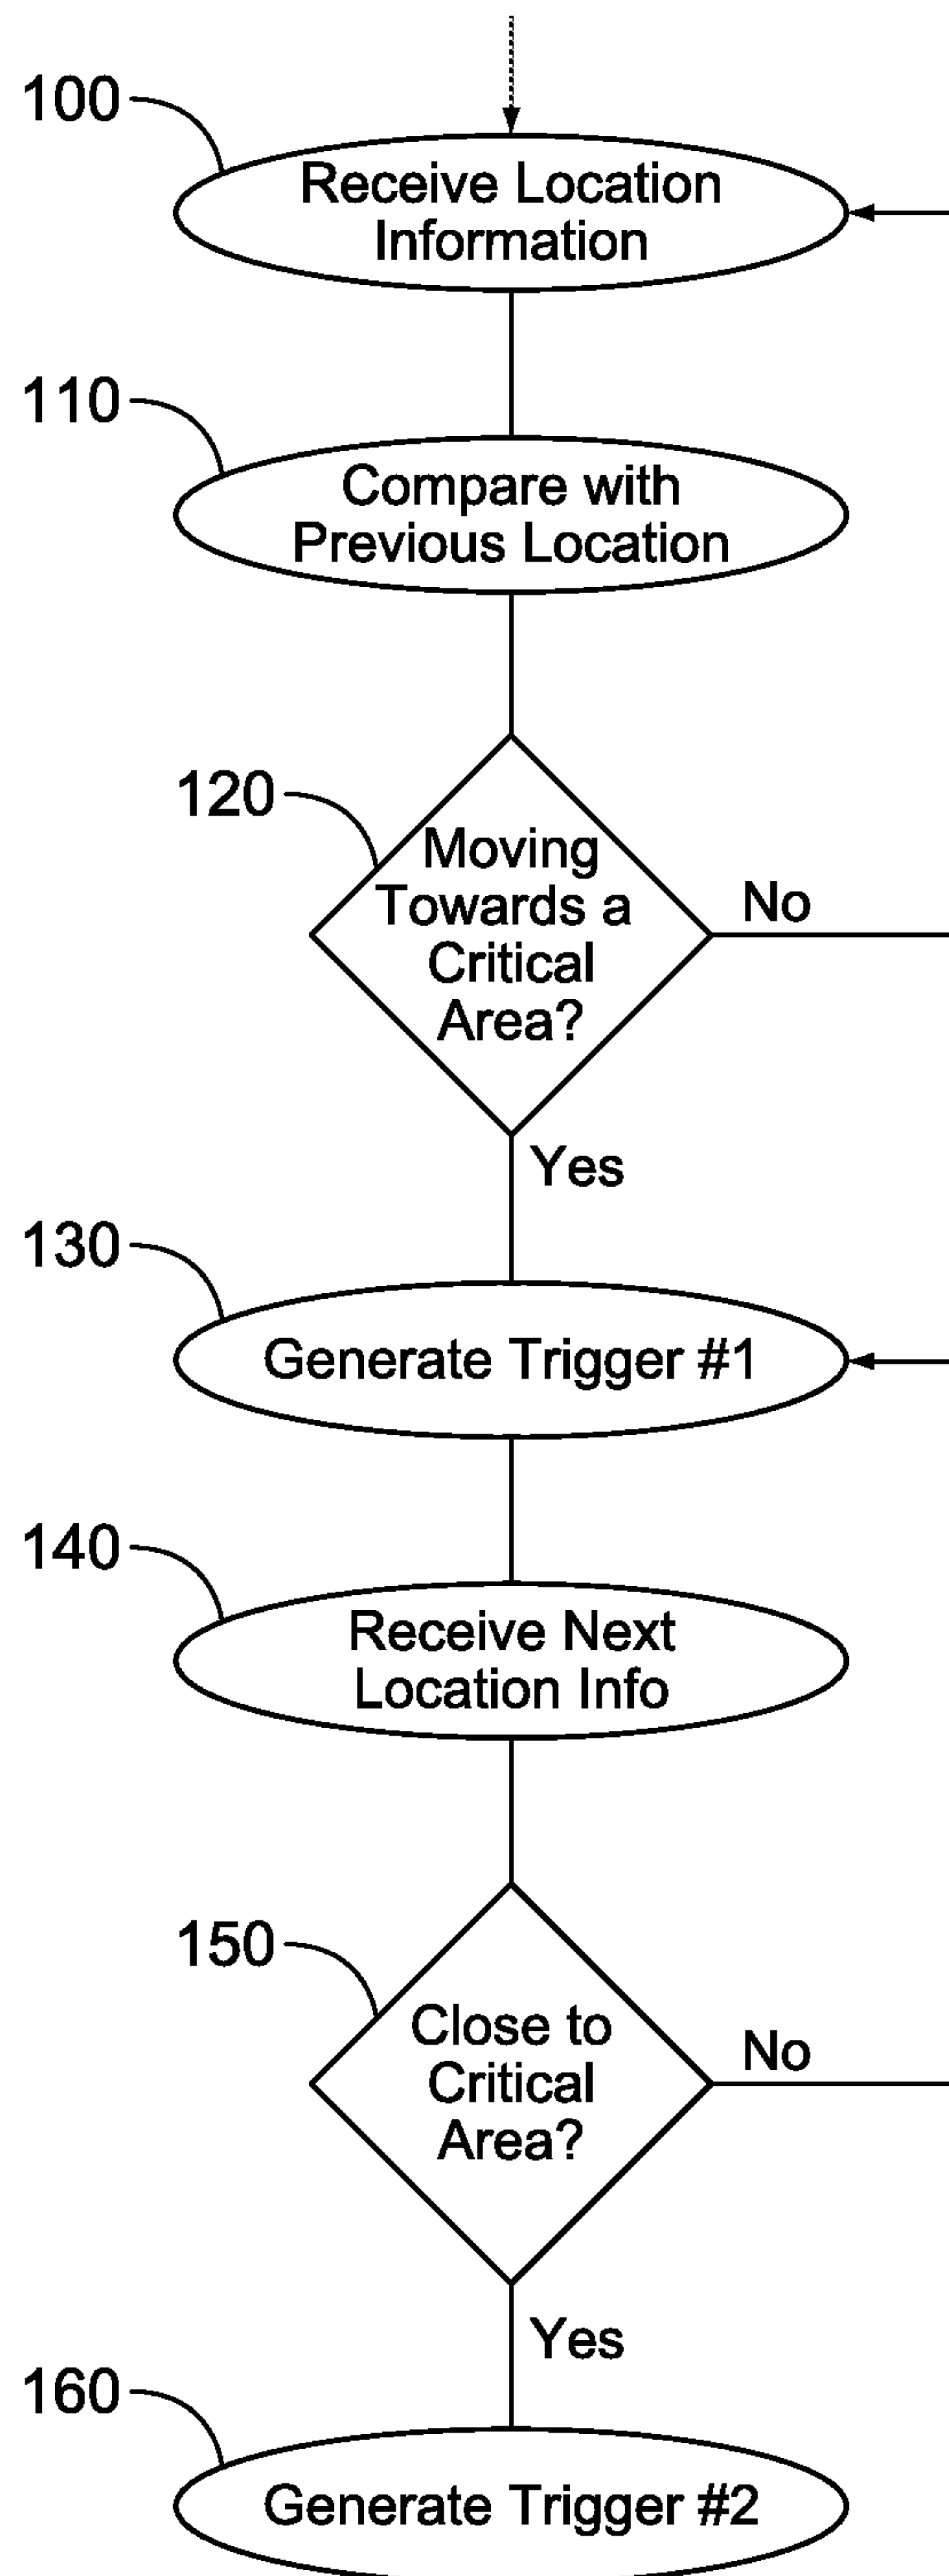 100
Receive Location
Information
110
Compare with
Previous Location
120
Moving
Towards a
Critical
Area?
No
Yes
130
Generate Trigger #1
140
Receive Next
Location Info
150
Close to
Critical
Area?
No
Yes
160
Generate Trigger #2